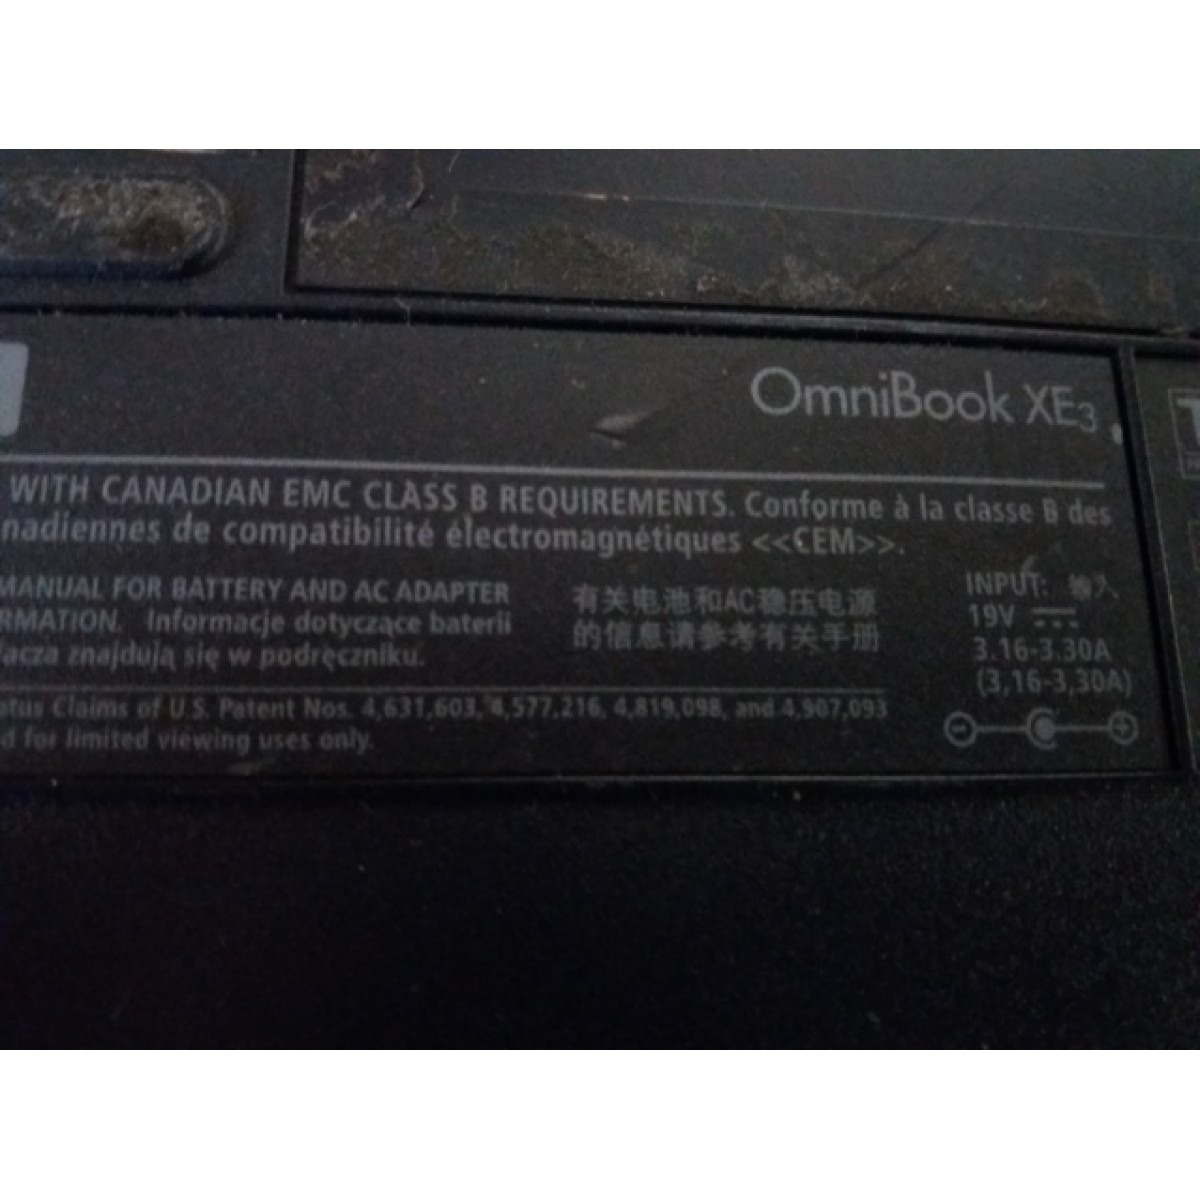 OmniBook XE3
WITH CANADIAN EMC CLASS B REQUIREMENTS. Conforme à la classe B des
nadiennes de compatibilité électromagnétiques <<CEM>>.
MANUAL FOR BATTERY AND AC ADAPTER
RMATION. Informacje dotyczące baterii
lacza znajdują się w podręczniku.
有关电池和AC稳压电源
的信息请参考有关手册
INPUT: 输入
19V
3.16-3.30A
(3,16-3,30A)
atus Claims of U.S. Patent Nos. 4,631,603, 4,577,216, 4,819,098, and 4,907,093
d for limited viewing uses only.